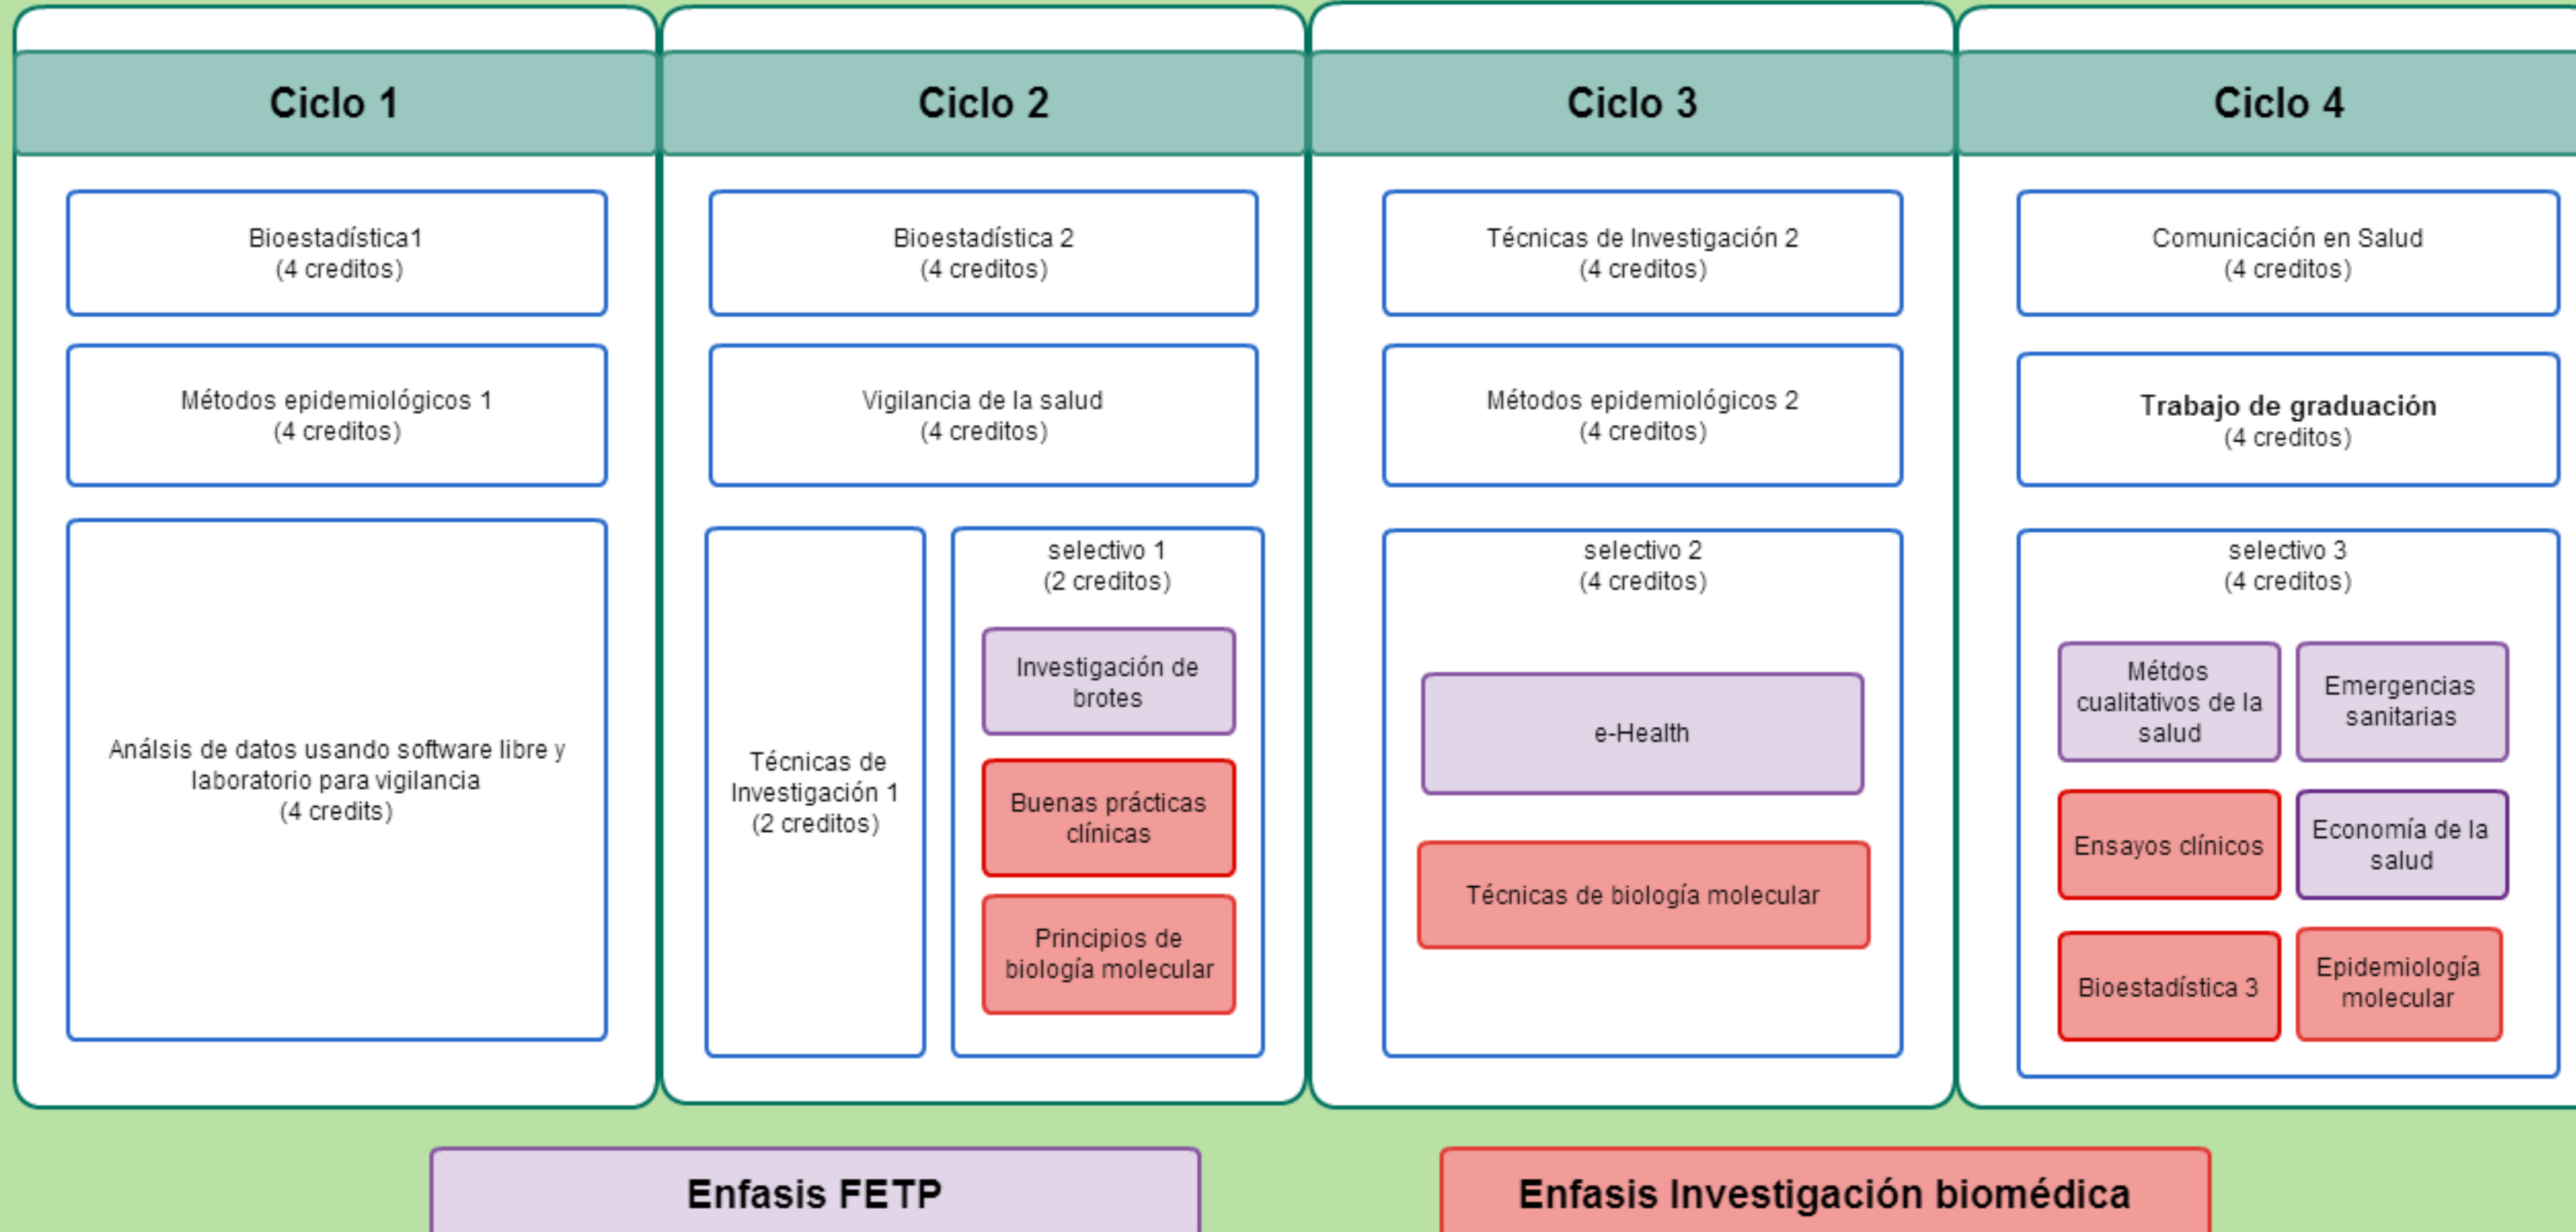 Ciclo 1
Bioestadística1
(4 creditos)
Métodos epidemiológicos 1
(4 creditos)
Análsis de datos usando software libre y
laboratorio para vigilancia
(4 credits)
Ciclo 2
Bioestadística 2
(4 creditos)
Vigilancia de la salud
(4 creditos)
Técnicas de
Investigación 1
(2 creditos)
selectivo 1
(2 creditos)
Investigación de
brotes
Buenas prácticas
clínicas
Principios de
biología molecular
Ciclo 3
Técnicas de Investigación 2
(4 creditos)
Métodos epidemiológicos 2
(4 creditos)
selectivo 2
(4 creditos)
e-Health
Técnicas de biología molecular
Ciclo 4
Comunicación en Salud
(4 creditos)
Trabajo de graduación
(4 creditos)
selectivo 3
(4 creditos)
Métdos
cualitativos de la
salud
Emergencias
sanitarias
Ensayos clínicos
Economía de la
salud
Bioestadística 3
Epidemiología
molecular
Enfasis FETP
Enfasis Investigación biomédica